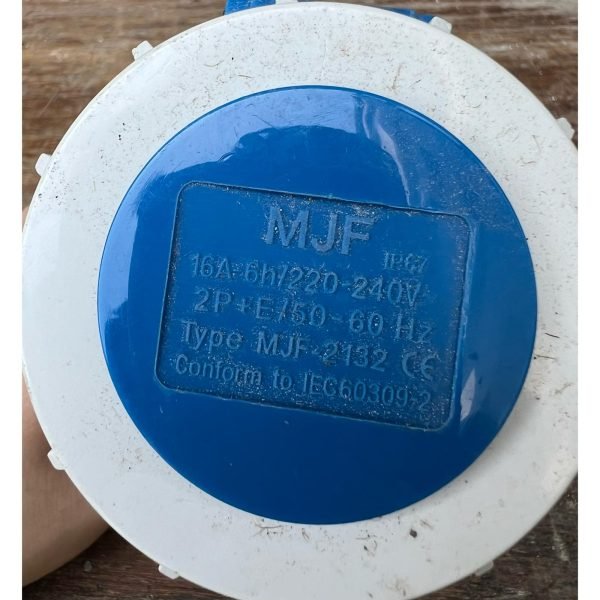 MJF
IP67
16A-6h/220-240V~
2P+E/50-60 Hz
Type MJF-2132 CE
Conform to IEC60309-2